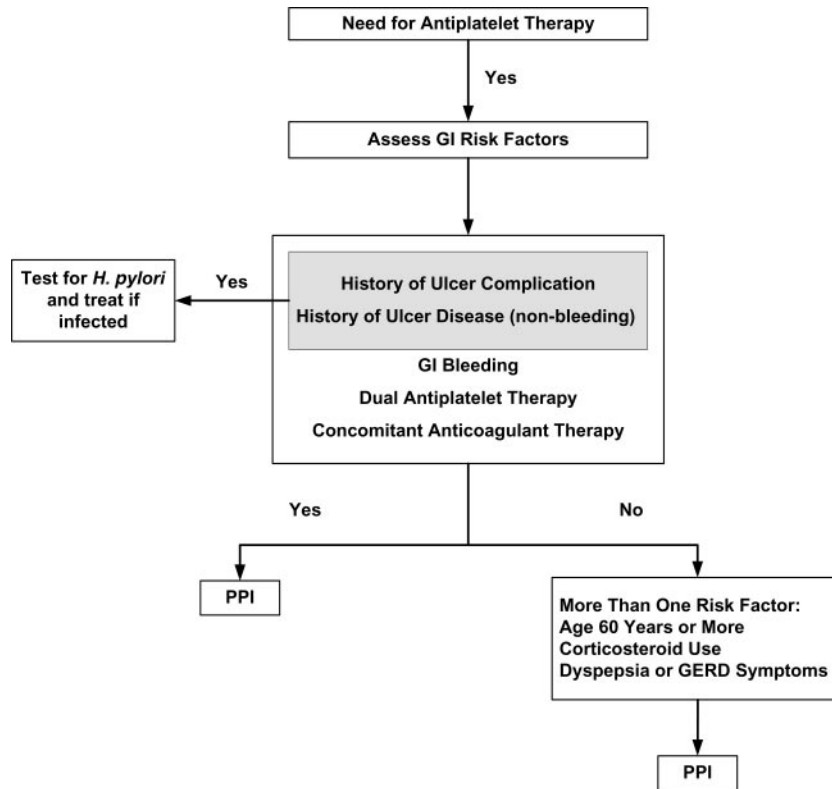 Need for Antiplatelet Therapy
Yes
Assess GI Risk Factors
Test for H. pylori
and treat if
infected
Yes
History of Ulcer Complication
History of Ulcer Disease (non-bleeding)
GI Bleeding
Dual Antiplatelet Therapy
Concomitant Anticoagulant Therapy
Yes
No
PPI
More Than One Risk Factor:
Age 60 Years or More
Corticosteroid Use
Dyspepsia or GERD Symptoms
PPI